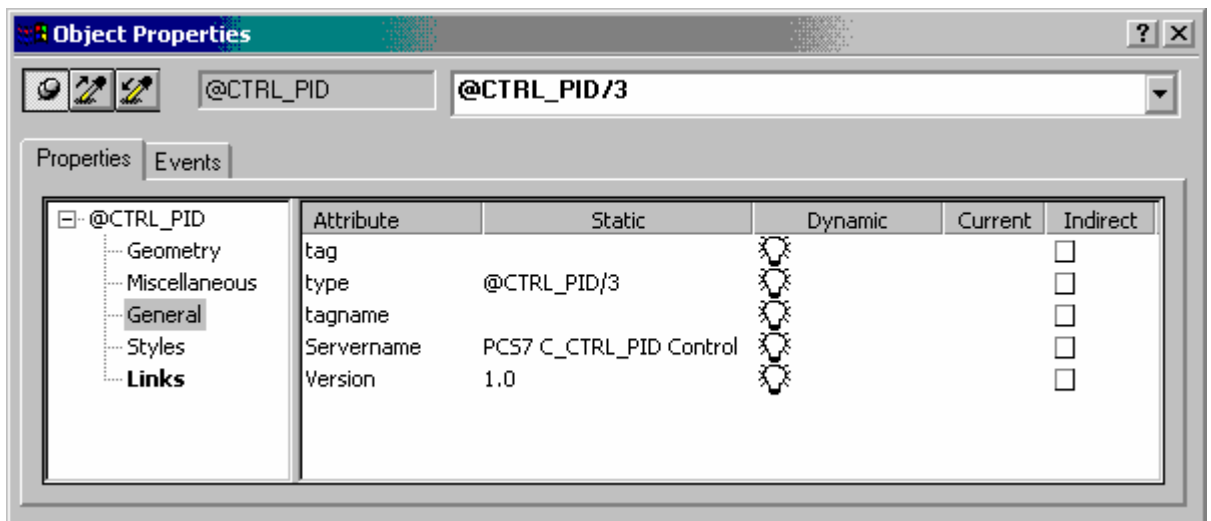 Object Properties
@CTRL_PID @CTRL_PID/3
Properties Events
@CTRL_PID Attribute Static Dynamic Current Indirect
Geometry tag
Miscellaneous type @CTRL_PID/3
General tagname
Styles Servername PCS7 C_CTRL_PID Control
Links Version 1.0